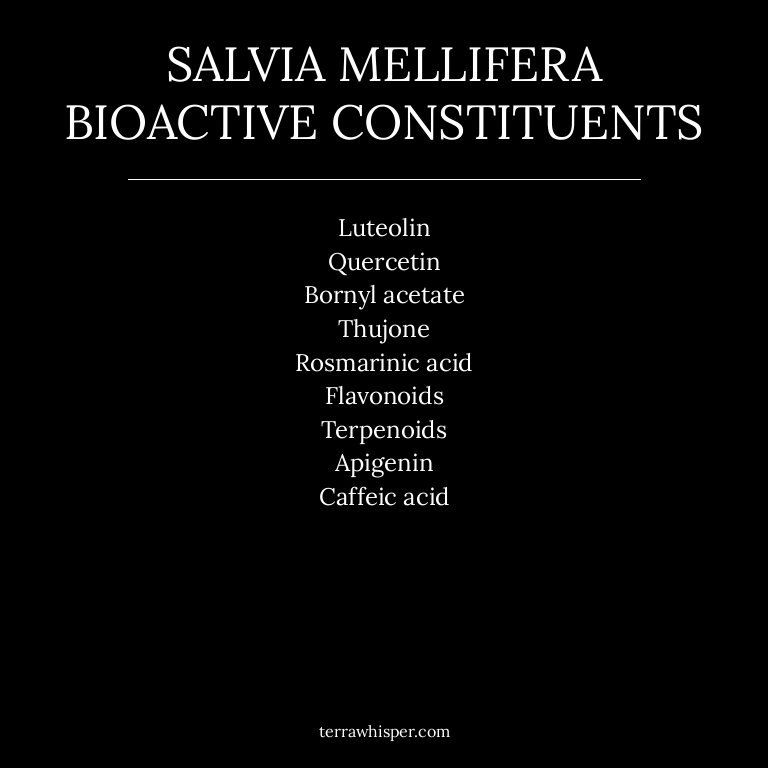 SALVIA MELLIFERA
BIOACTIVE CONSTITUENTS
Luteolin
Quercetin
Bornyl acetate
Thujone
Rosmarinic acid
Flavonoids
Terpenoids
Apigenin
Caffeic acid
terrawhisper.com